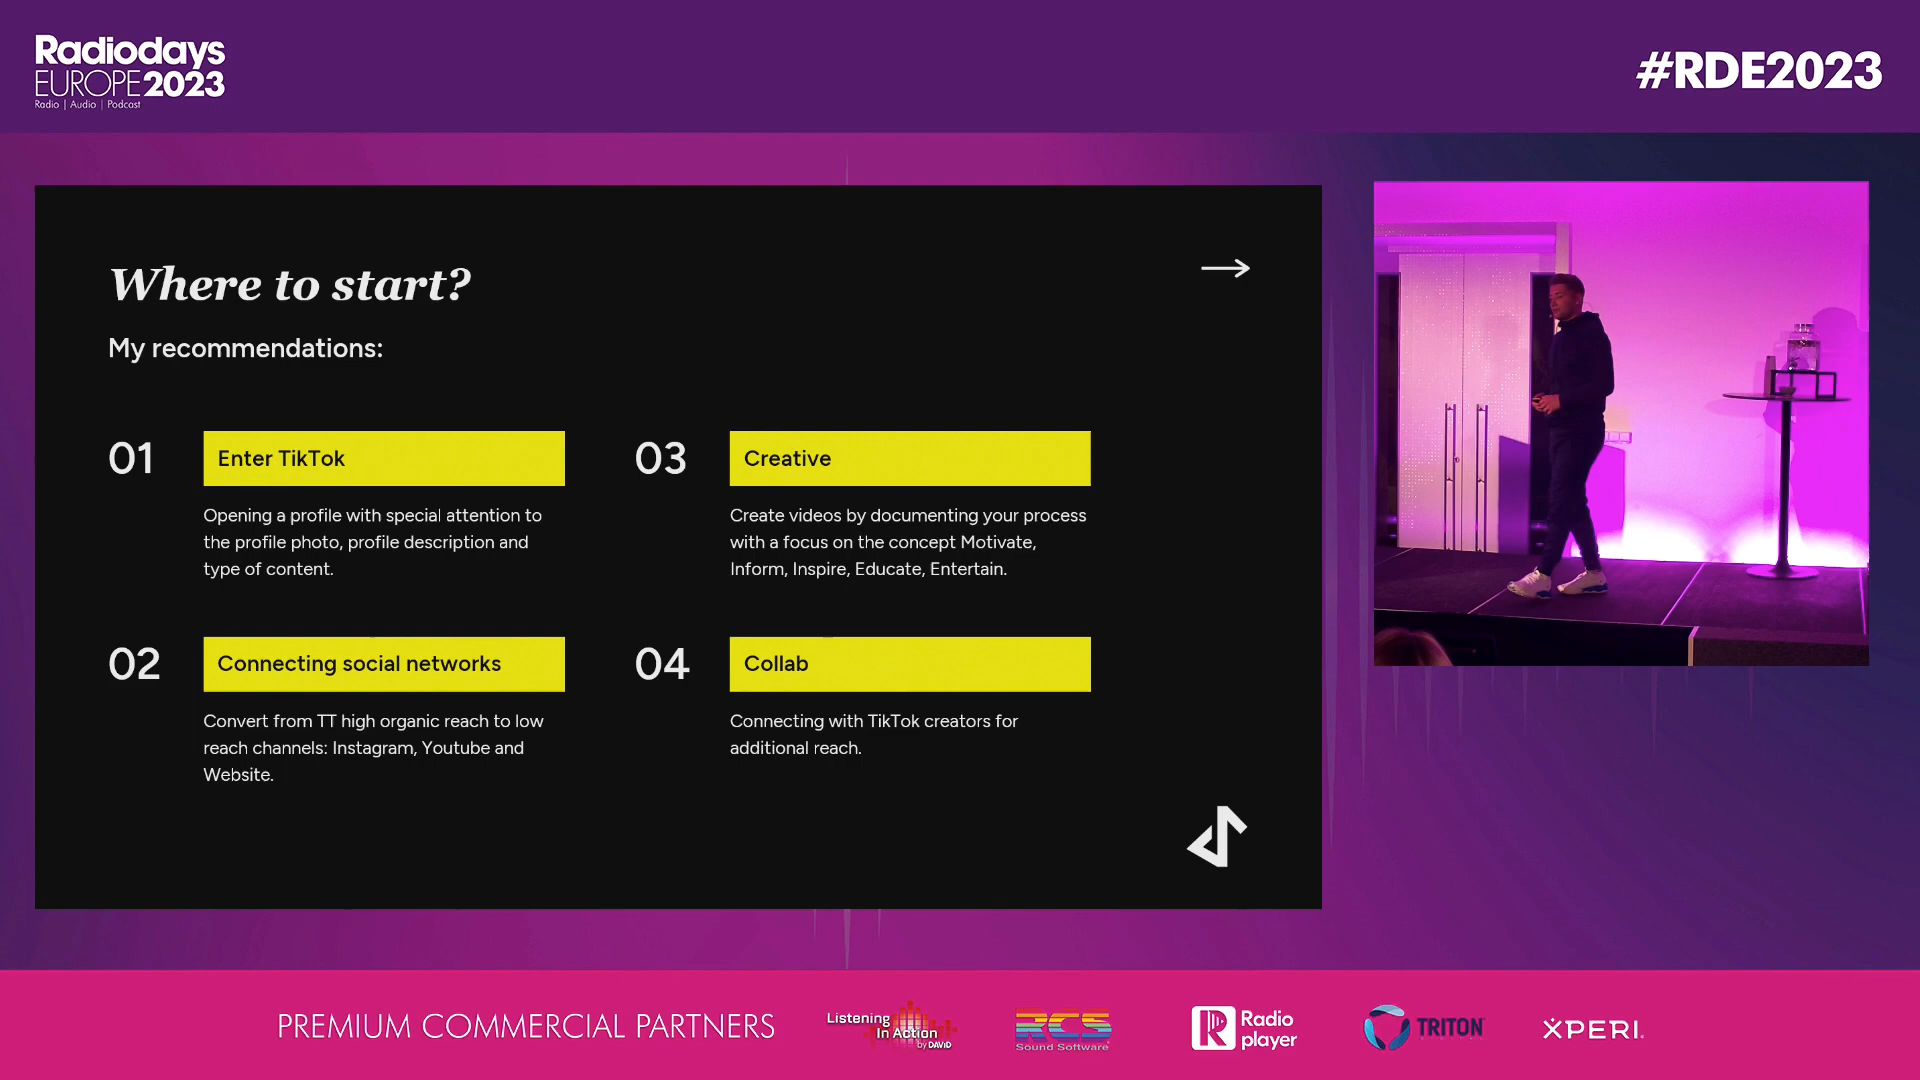 Radiodays
EUROPE 2023
Radio | Audio | Podcast
#RDE2023
Where to start?
My recommendations:
01
Enter TikTok
Opening a profile with special attention to
the profile photo, profile description and
type of content.
02
Connecting social networks
Convert from TT high organic reach to low
reach channels: Instagram, Youtube and
Website.
03
Creative
Create videos by documenting your process
with a focus on the concept Motivate,
Inform, Inspire, Educate, Entertain.
04
Collab
Connecting with TikTok creators for
additional reach.
PREMIUM COMMERCIAL PARTNERS
Listening
In Action
by DAVID
RCS
Sound Software
Radio
player
TRITON
XPERI